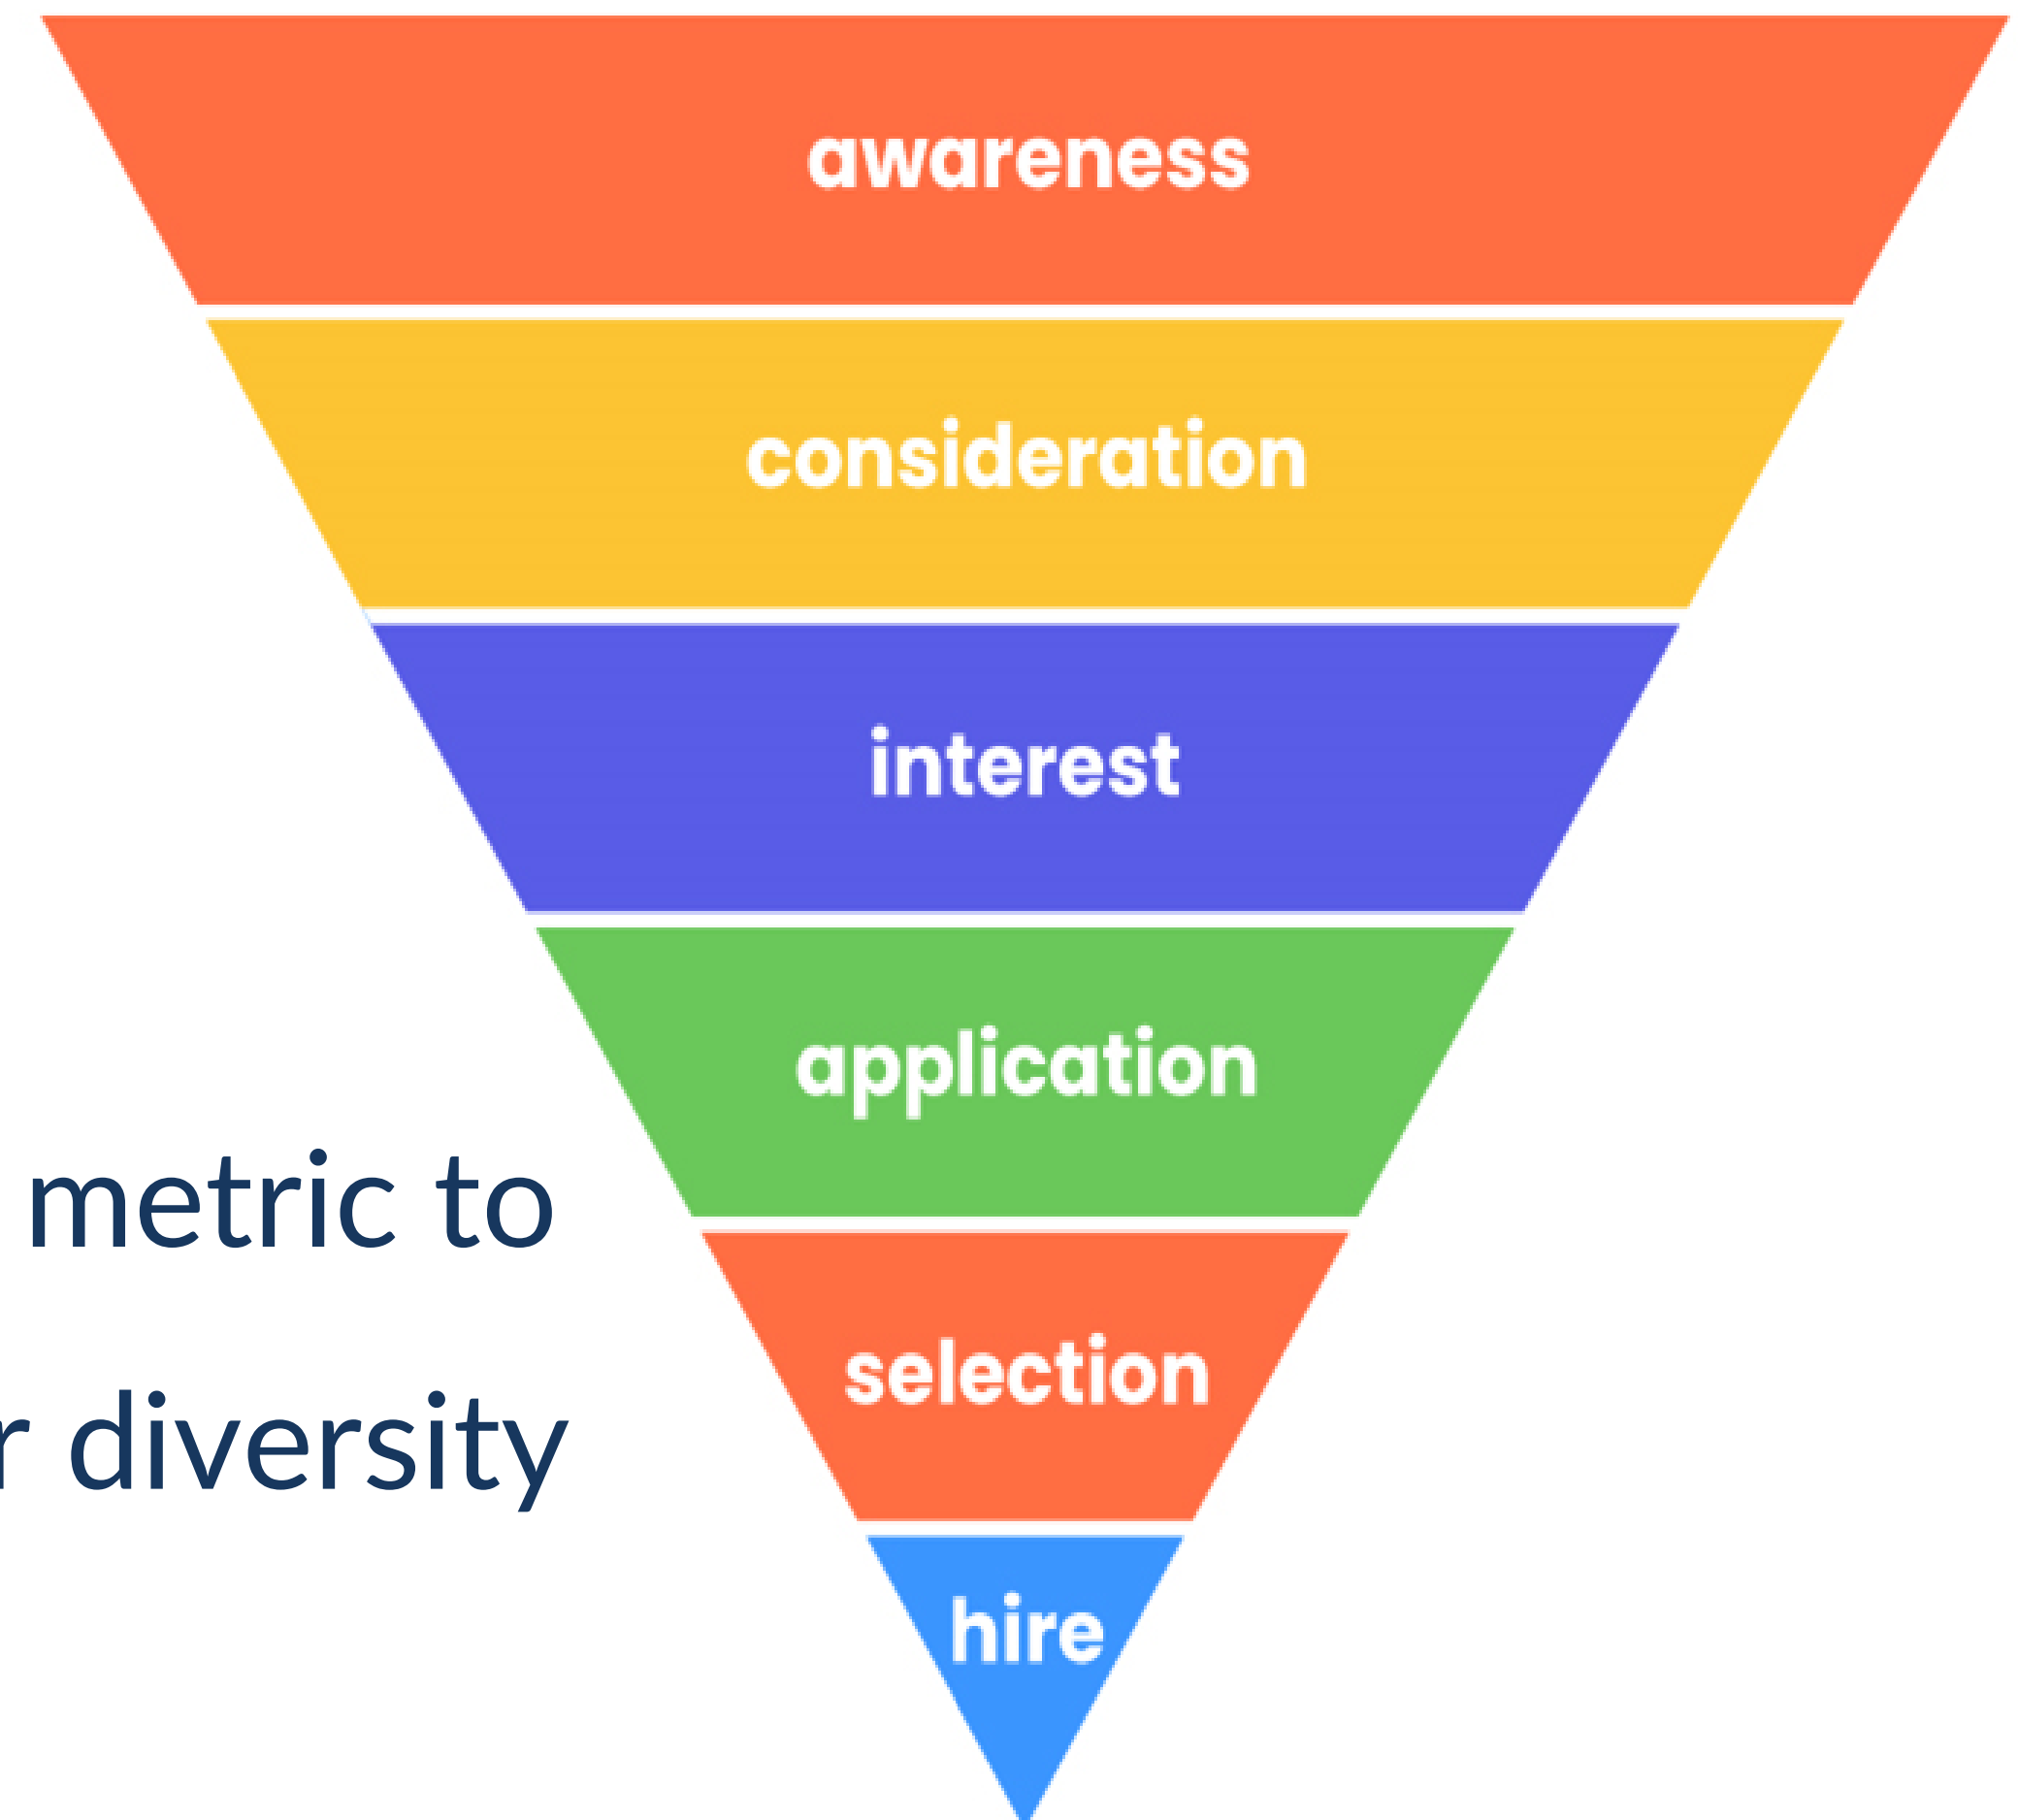 awareness
consideration
interest
application
metric to
selection
diversity
hire